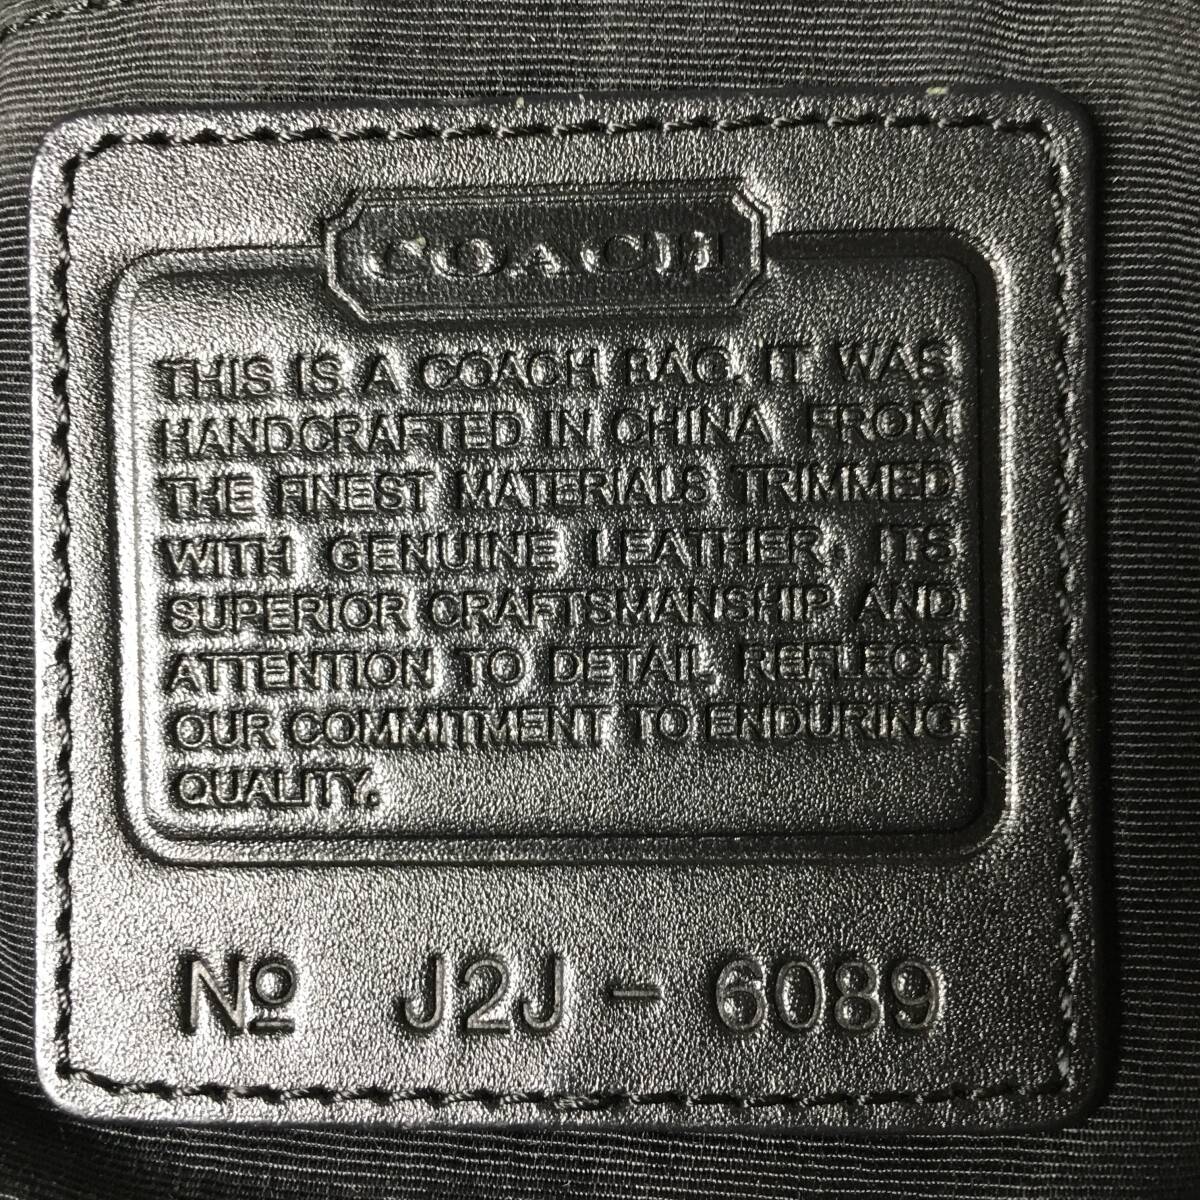 COACH
THIS IS A COACH BAG. IT WAS
HANDCRAFTED IN CHINA FROM
THE FINEST MATERIALS TRIMMED
WITH GENUINE LEATHER. ITS
SUPERIOR CRAFTSMANSHIP AND
ATTENTION TO DETAIL REFLECT
OUR COMMITMENT TO ENDURING
QUALITY.
Nº J2J - 6089